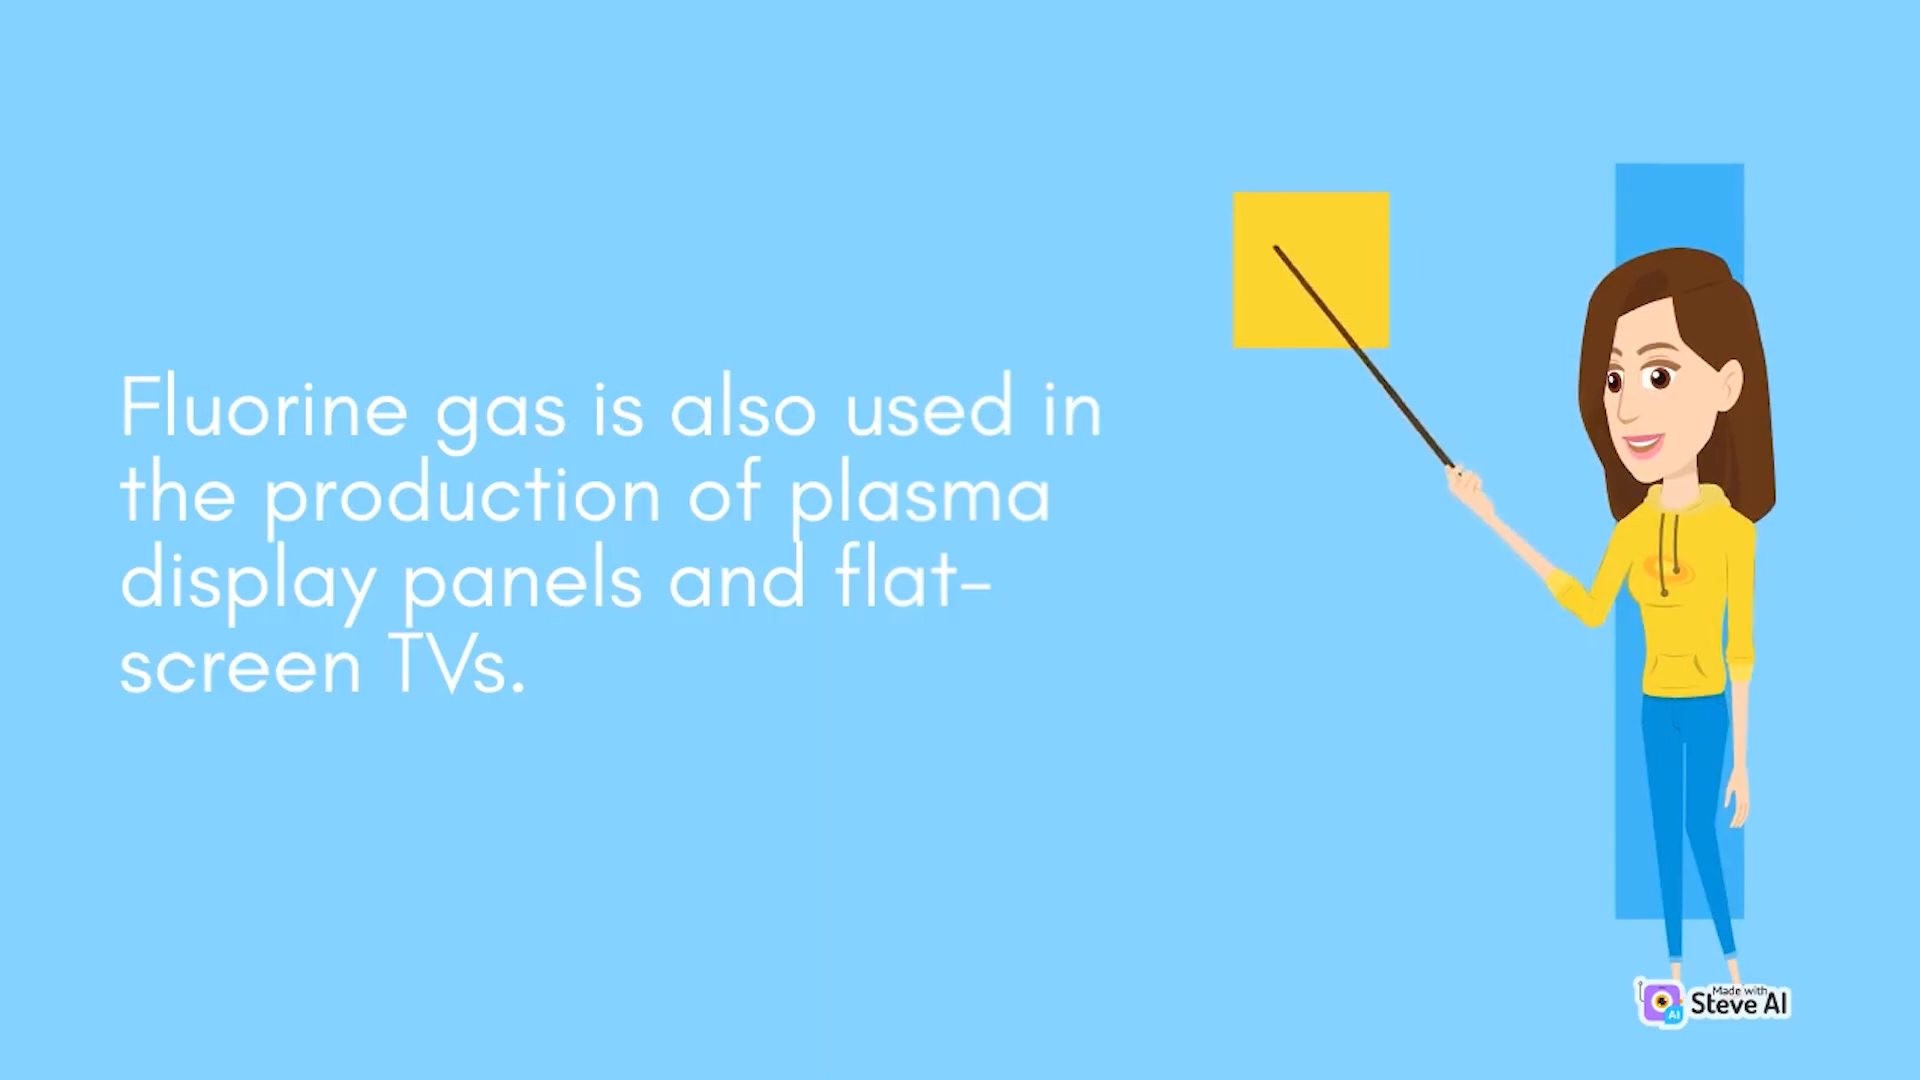 Fluorine gas is also used in
the production of plasma
display panels and flat-
screen TVs.
Made with
Steve AI
AI